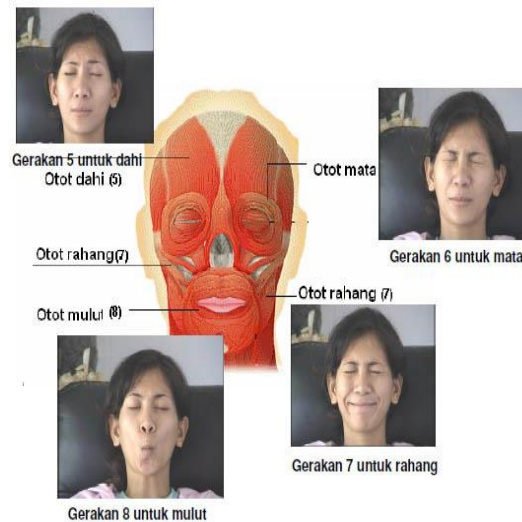 Gerakan 5 untuk dahi
Otot dahi (5)
Otot mata
Gerakan 6 untuk mata
Otot rahang(7)
Otot rahang (7)
Otot mulut (8)
Gerakan 7 untuk rahang
Gerakan 8 untuk mulut